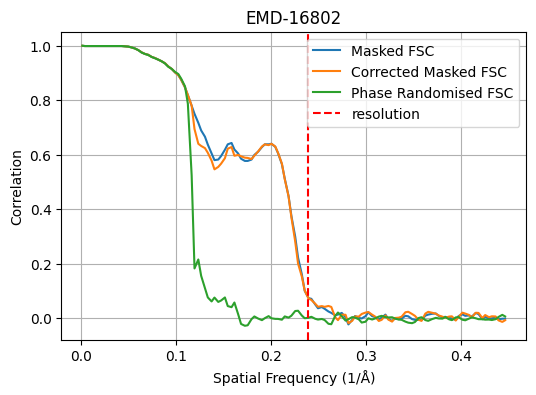 EMD-16802
Masked FSC
Corrected Masked FSC
Phase Randomised FSC
resolution
Correlation
1.0
0.8
0.6
0.4
0.2
0.0
0.0 0.1 0.2 0.3 0.4
Spatial Frequency (1/Å)